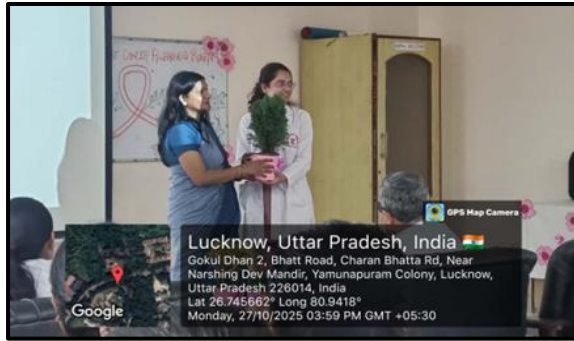 GPS Map Camera
Lucknow, Uttar Pradesh, India
Gokul Dhan 2, Bhatt Road, Charan Bhatta Rd, Near
Narshing Dev Mandir, Yamunapuram Colony, Lucknow,
Uttar Pradesh 226014, India
Lat 26.745662° Long 80.9418°
Monday, 27/10/2025 03:59 PM GMT +05:30
Google